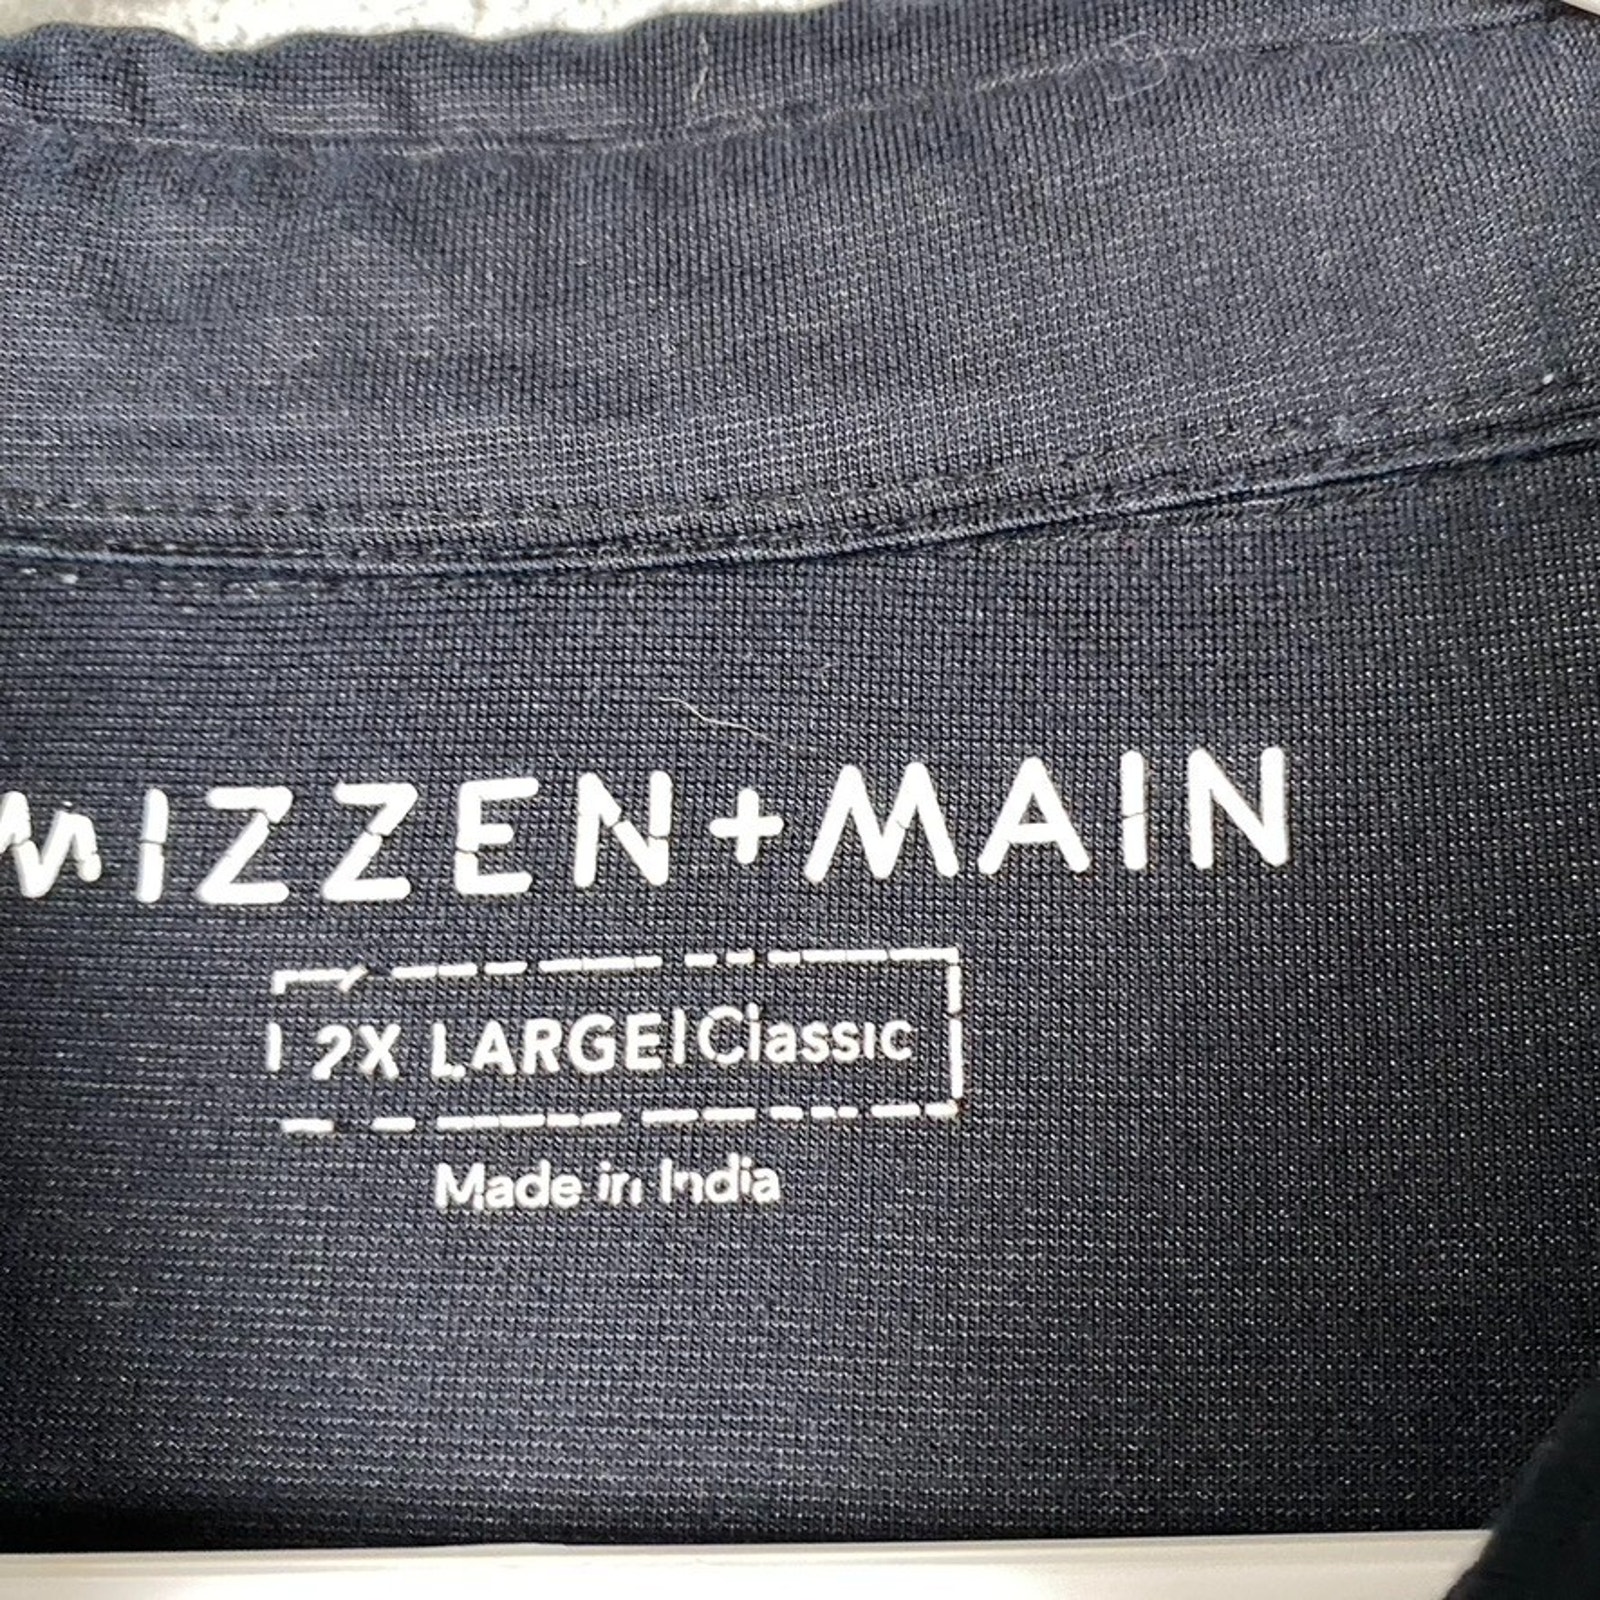 MIZZEN+MAIN
2X LARGE|Classic
Made in India